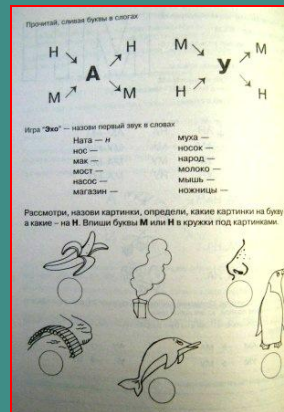 Прочитай, сливая буквы в слогах
Н Н М М
А У
М М Н Н
Игра "Эхо" — назови первый звук в словах
Ната — н муха —
нос — носок —
мак — народ —
мост — молоко —
насос — мышь —
магазин — ножницы —
Рассмотри, назови картинки, определи, какие картинки на букву
а какие – на Н. Впиши буквы М или Н в кружки под картинками.